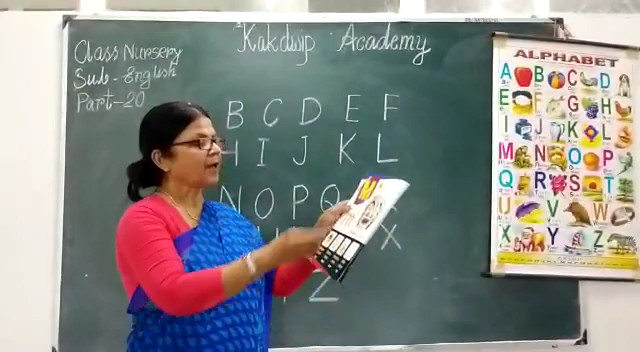 Kakdwip Academy
Class Nursery
Sub - English
Part - 20
B C D E F
H I J K L
N O P Q
X
Z
ALPHABET
A B C D
E F G H
I J K L
M N O P
Q R S T
U V W
X Y Z